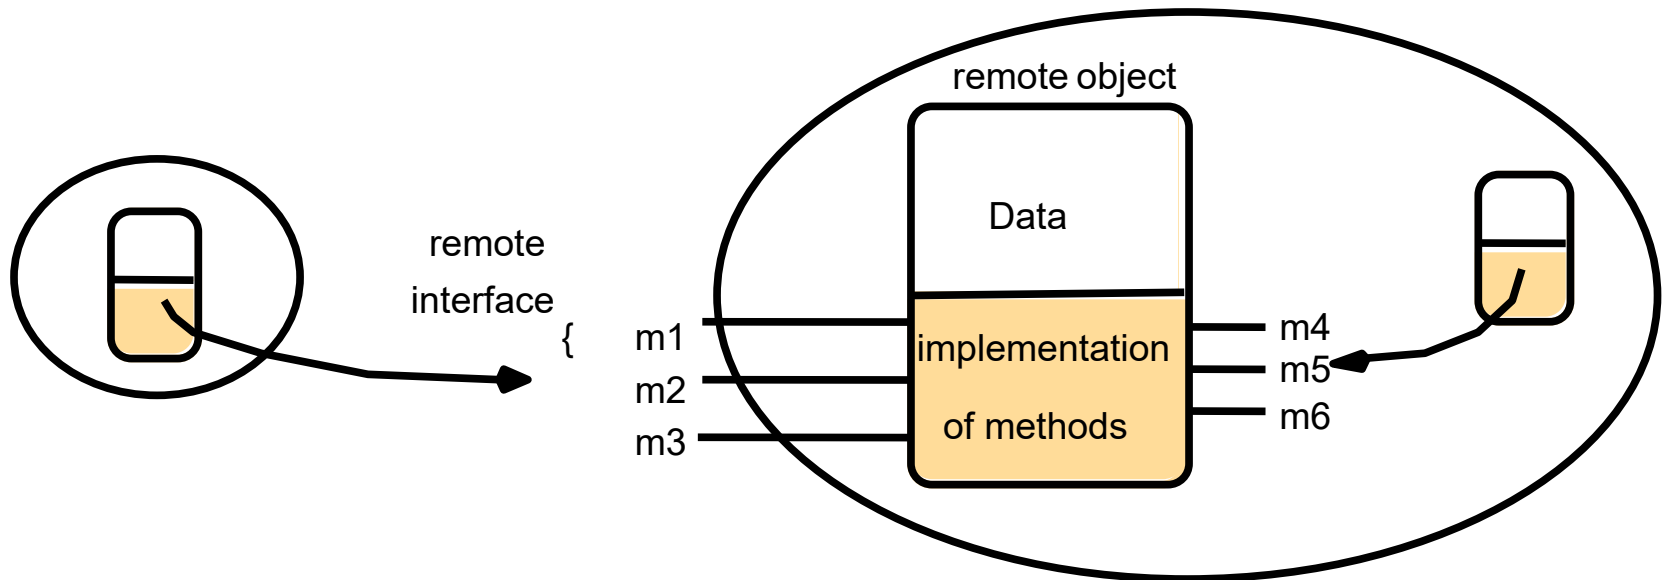 remote object
Data
remote
interface
{
m1
m2
m3
implementation
of methods
m4
m5
m6